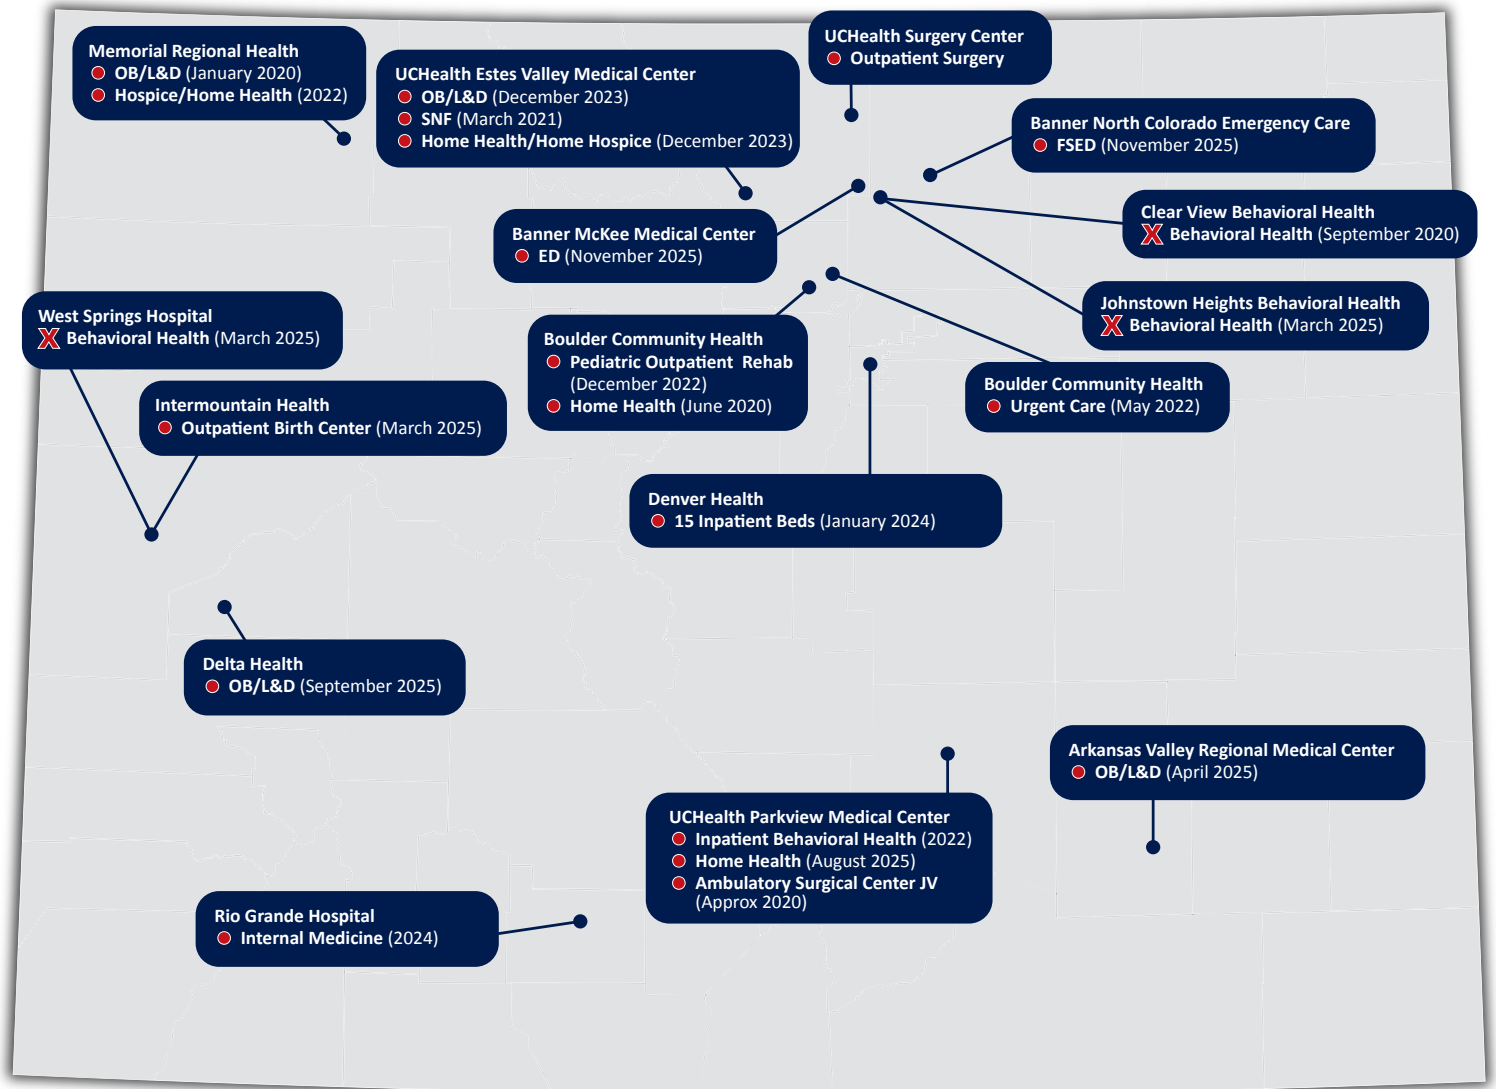 Memorial Regional Health
OB/L&D (January 2020)
Hospice/Home Health (2022)
UCHealth Estes Valley Medical Center
OB/L&D (December 2023)
SNF (March 2021)
Home Health/Home Hospice (December 2023)
UCHealth Surgery Center
Outpatient Surgery
Banner North Colorado Emergency Care
FSED (November 2025)
Clear View Behavioral Health
X Behavioral Health (September 2020)
Banner McKee Medical Center
ED (November 2025)
Johnstown Heights Behavioral Health
X Behavioral Health (March 2025)
West Springs Hospital
X Behavioral Health (March 2025)
Boulder Community Health
Pediatric Outpatient Rehab
(December 2022)
Home Health (June 2020)
Boulder Community Health
Urgent Care (May 2022)
Intermountain Health
Outpatient Birth Center (March 2025)
Denver Health
15 Inpatient Beds (January 2024)
Delta Health
OB/L&D (September 2025)
Arkansas Valley Regional Medical Center
OB/L&D (April 2025)
UCHealth Parkview Medical Center
Inpatient Behavioral Health (2022)
Home Health (August 2025)
Ambulatory Surgical Center JV
(Approx 2020)
Rio Grande Hospital
Internal Medicine (2024)